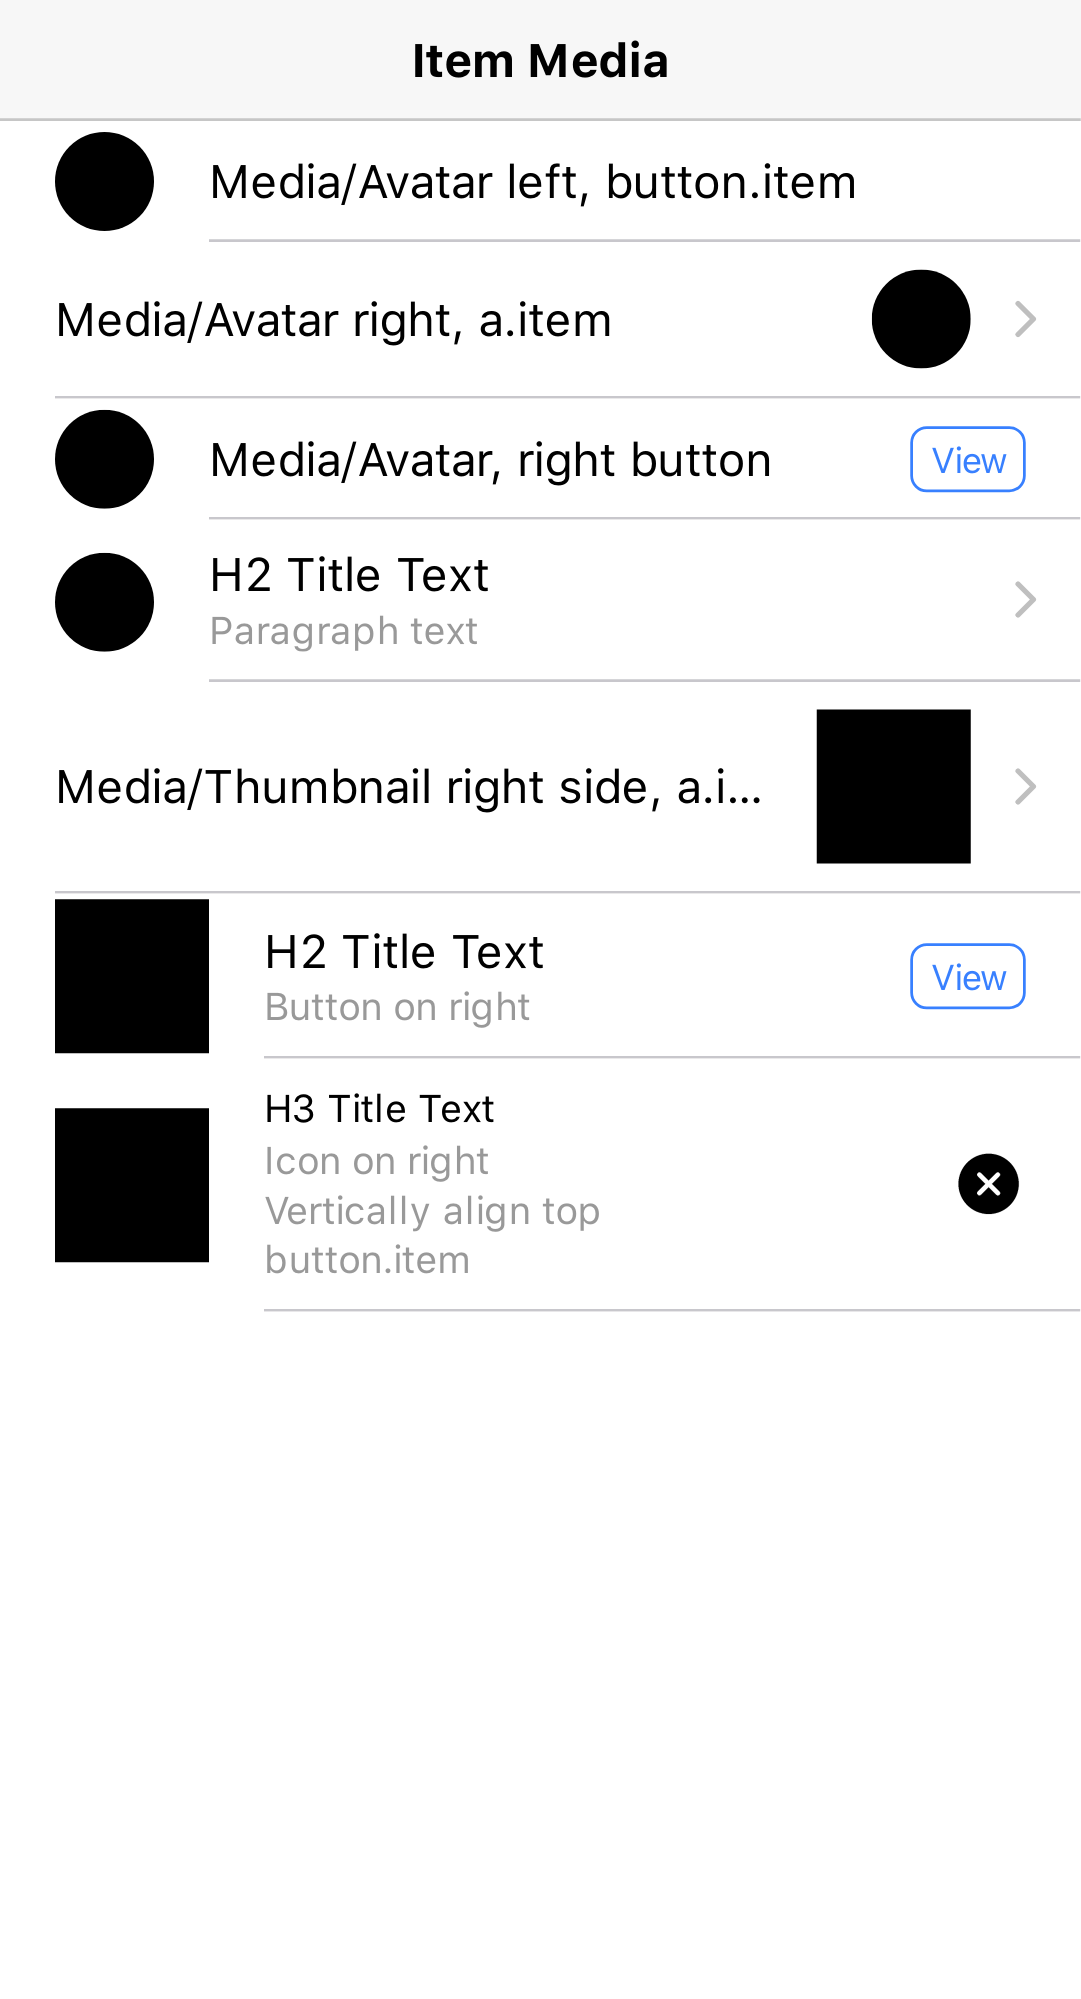 Item Media
Media/Avatar left, button.item
Media/Avatar right, a.item
Media/Avatar, right button
View
H2 Title Text
Paragraph text
Media/Thumbnail right side, a.i...
H2 Title Text
Button on right
View
H3 Title Text
Icon on right
Vertically align top
button.item